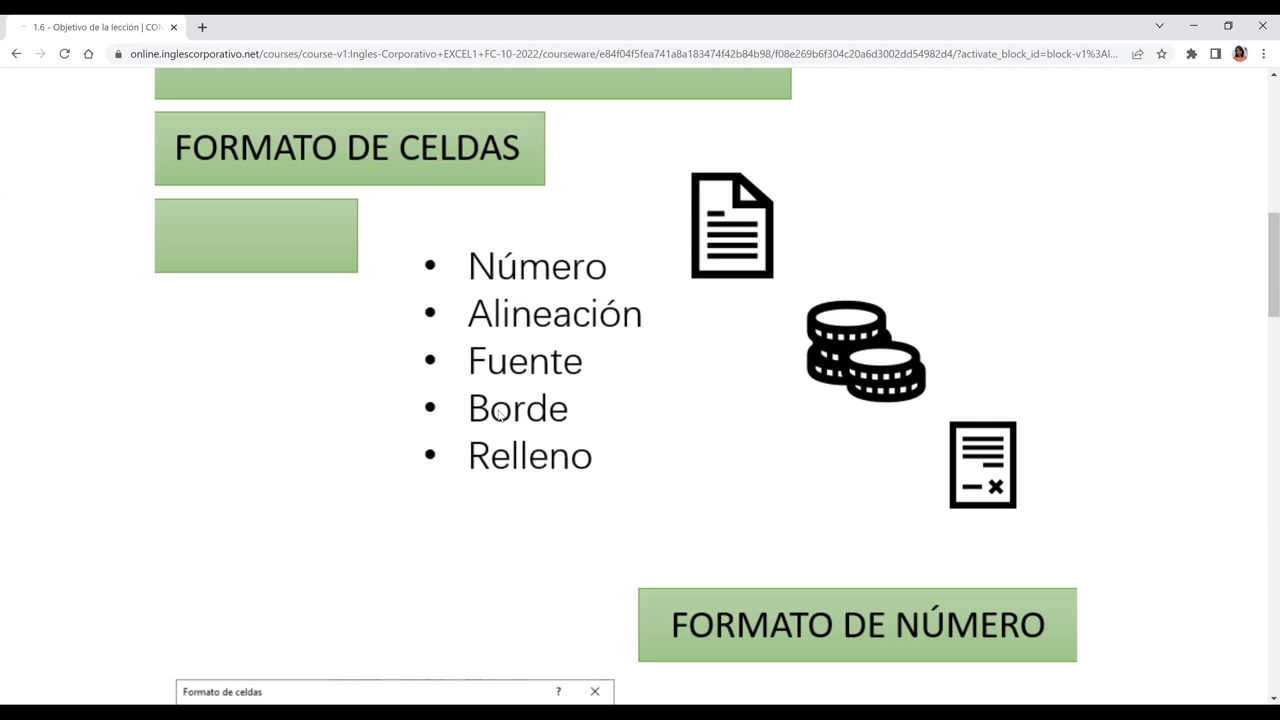 1.6 - Objetivo de la lección | CON
online.inglescorporativo.net/courses/course-v1:Ingles-Corporativo+EXCEL1+FC-10-2022/courseware/e84f04f5fea741a8a183474f42b84b98/f08e269b6f304c20a6d3002dd54982d4/?activate_block_id=block-v1%3AI...
FORMATO DE CELDAS
• Número
• Alineación
• Fuente
• Borde
• Relleno
FORMATO DE NÚMERO
Formato de celdas ?